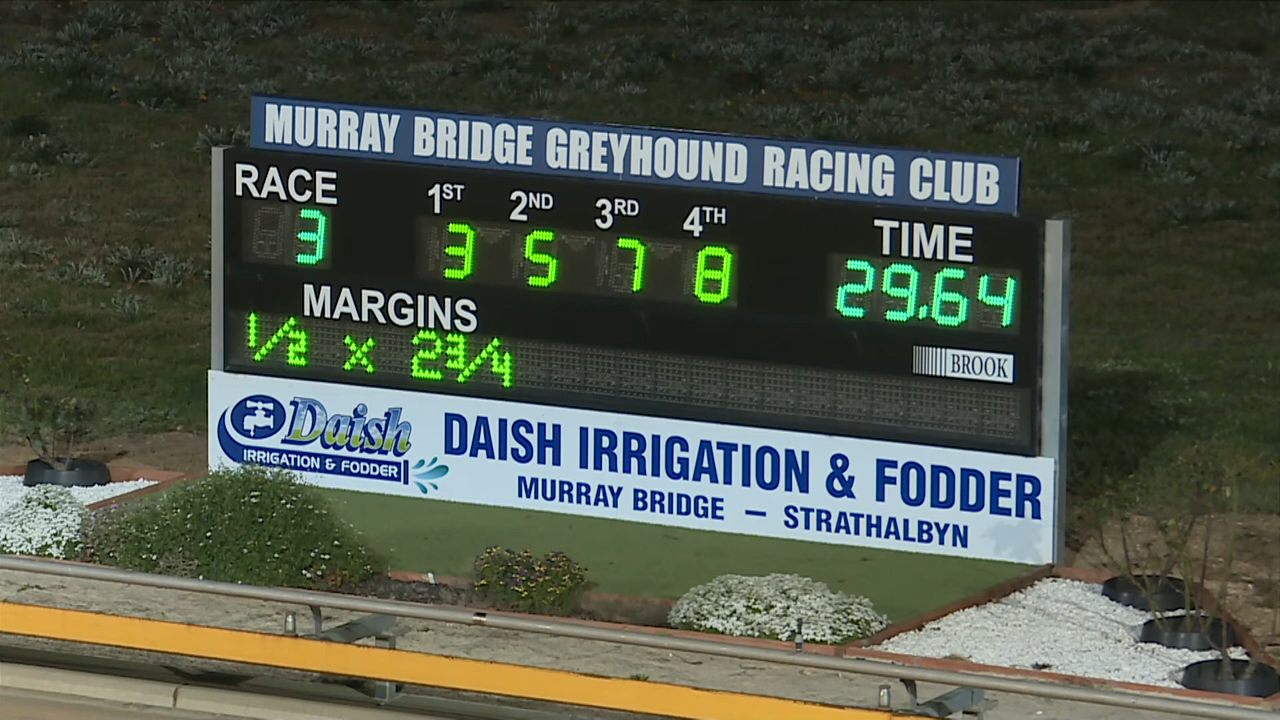 MURRAY BRIDGE GREYHOUND RACING CLUB
RACE 1ST 2ND 3RD 4TH TIME
3 3 5 7 8 29.64
MARGINS
1/2 x 2 3/4
BROOK
Daish
IRRIGATION & FODDER
DAISH IRRIGATION & FODDER
MURRAY BRIDGE — STRATHALBYN